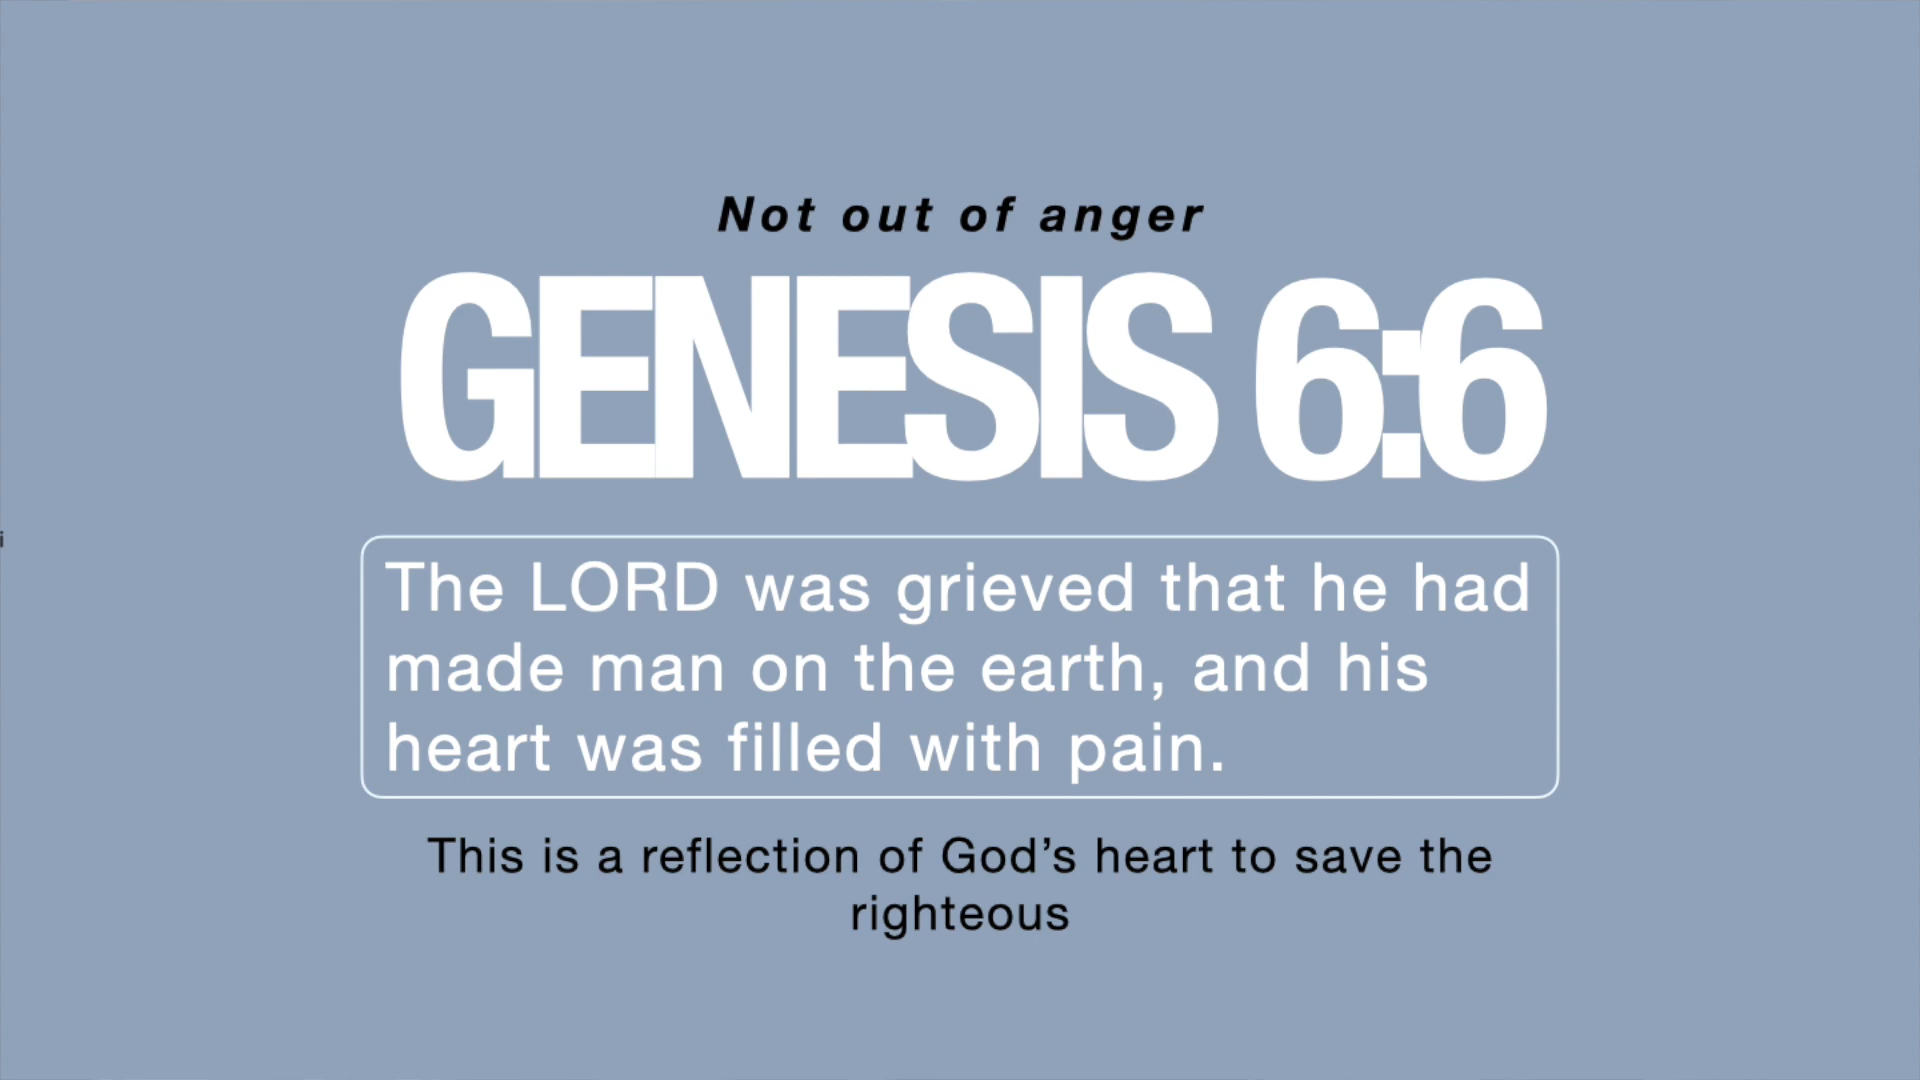 Not out of anger
GENESIS 6:6
The LORD was grieved that he had
made man on the earth, and his
heart was filled with pain.
This is a reflection of God’s heart to save the
righteous